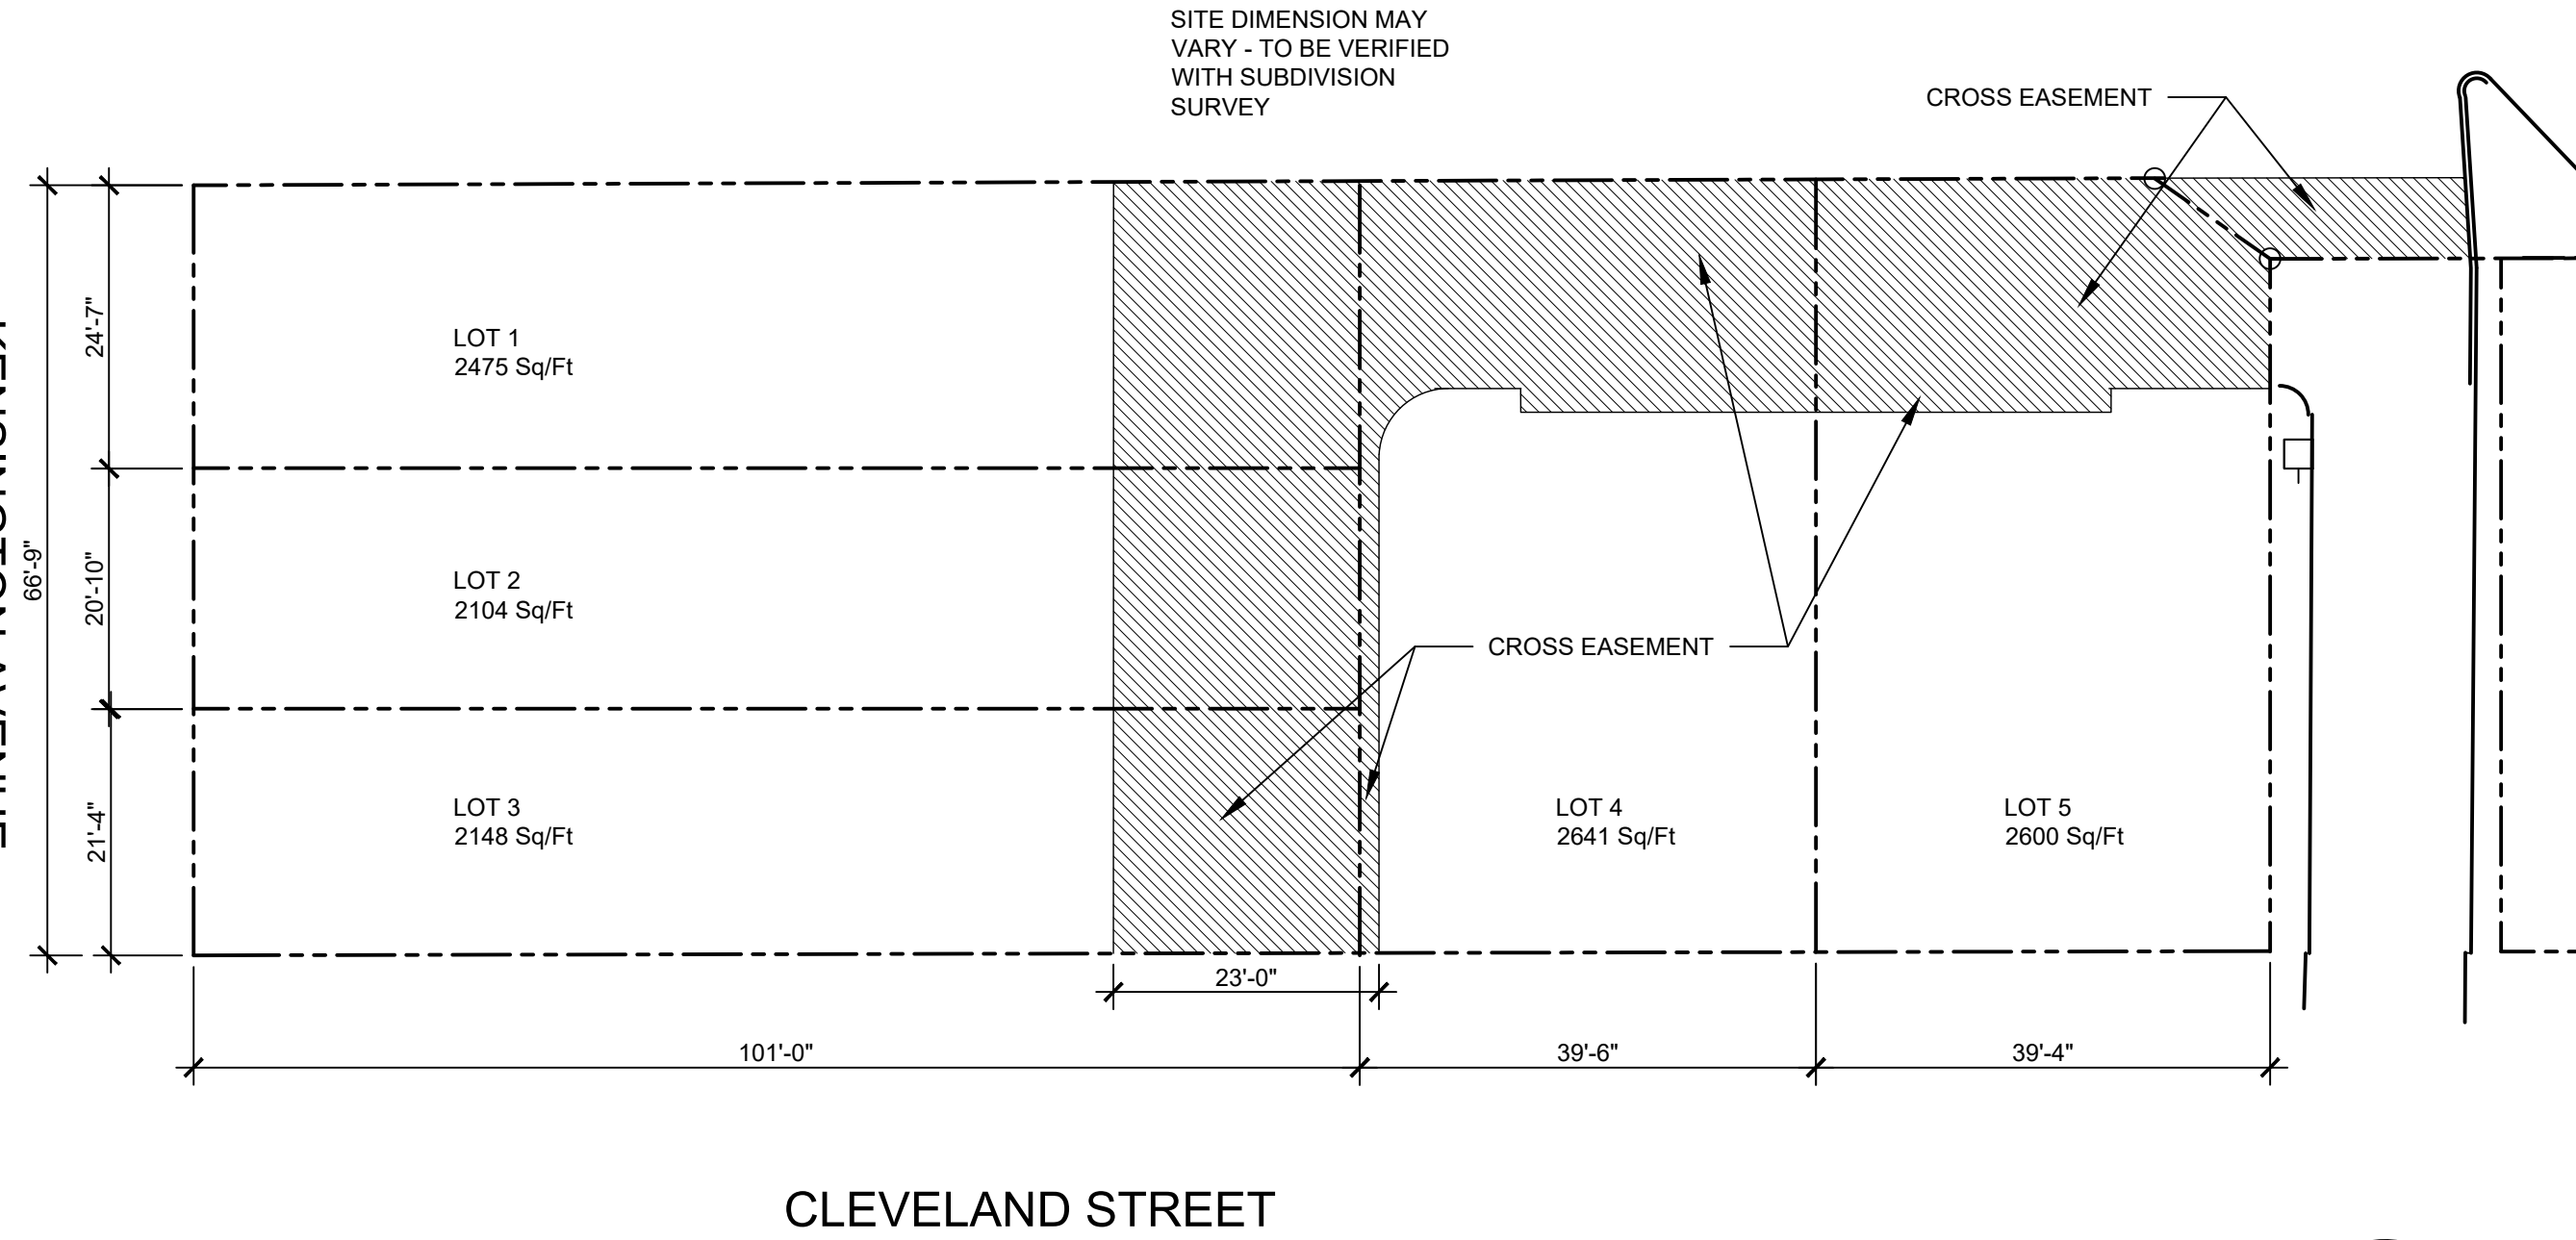 SITE DIMENSION MAY
VARY - TO BE VERIFIED
WITH SUBDIVISION
SURVEY
CROSS EASEMENT
24'-7"
LOT 1
2475 Sq/Ft
66'-9"
20'-10"
LOT 2
2104 Sq/Ft
CROSS EASEMENT
21'-4"
LOT 3
2148 Sq/Ft
LOT 4
2641 Sq/Ft
LOT 5
2600 Sq/Ft
23'-0"
101'-0"
39'-6"
39'-4"
CLEVELAND STREET